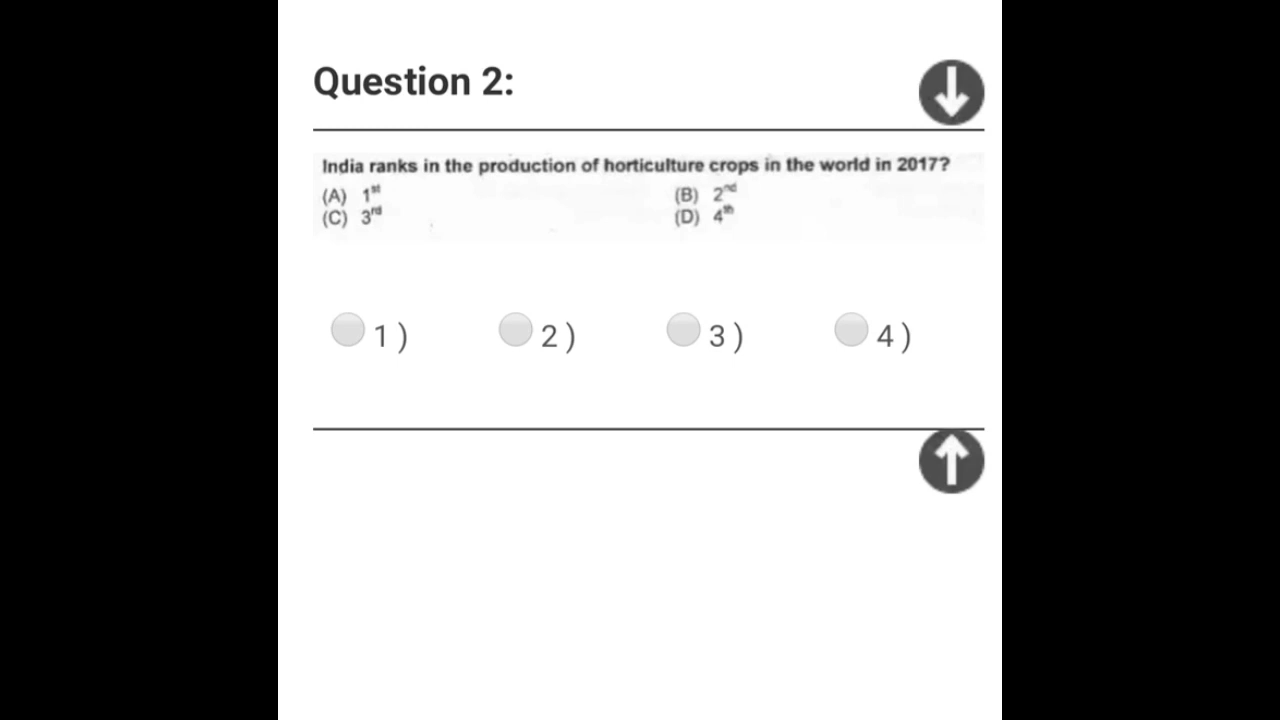 Question 2:
India ranks in the production of horticulture crops in the world in 2017?
(A) 1st (B) 2nd
(C) 3rd (D) 4th
1 ) 2 ) 3 ) 4 )